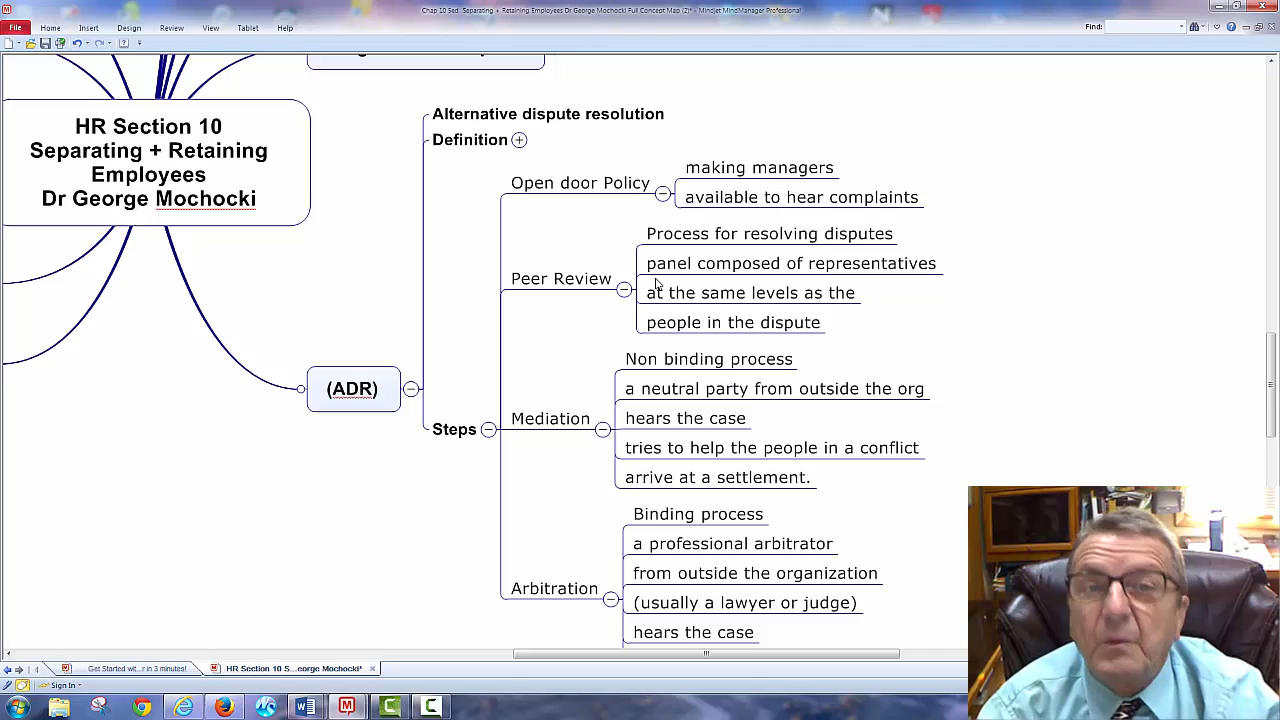 Chap 10 Sed Separating + Retaining Employees Dr George Mochocki Full Concept Map (2)* - Mindjet MindManager Professional
File Home Insert Design Review View Tablet Help Find:
HR Section 10
Separating + Retaining
Employees
Dr George Mochocki
(ADR)
Alternative dispute resolution
Definition
Steps
Open door Policy
making managers
available to hear complaints
Peer Review
Process for resolving disputes
panel composed of representatives
at the same levels as the
people in the dispute
Mediation
Non binding process
a neutral party from outside the org
hears the case
tries to help the people in a conflict
arrive at a settlement.
Arbitration
Binding process
a professional arbitrator
from outside the organization
(usually a lawyer or judge)
hears the case
Get Started wit...r in 3 minutes! HR Section 10 S...eorge Mochocki*
Sign In